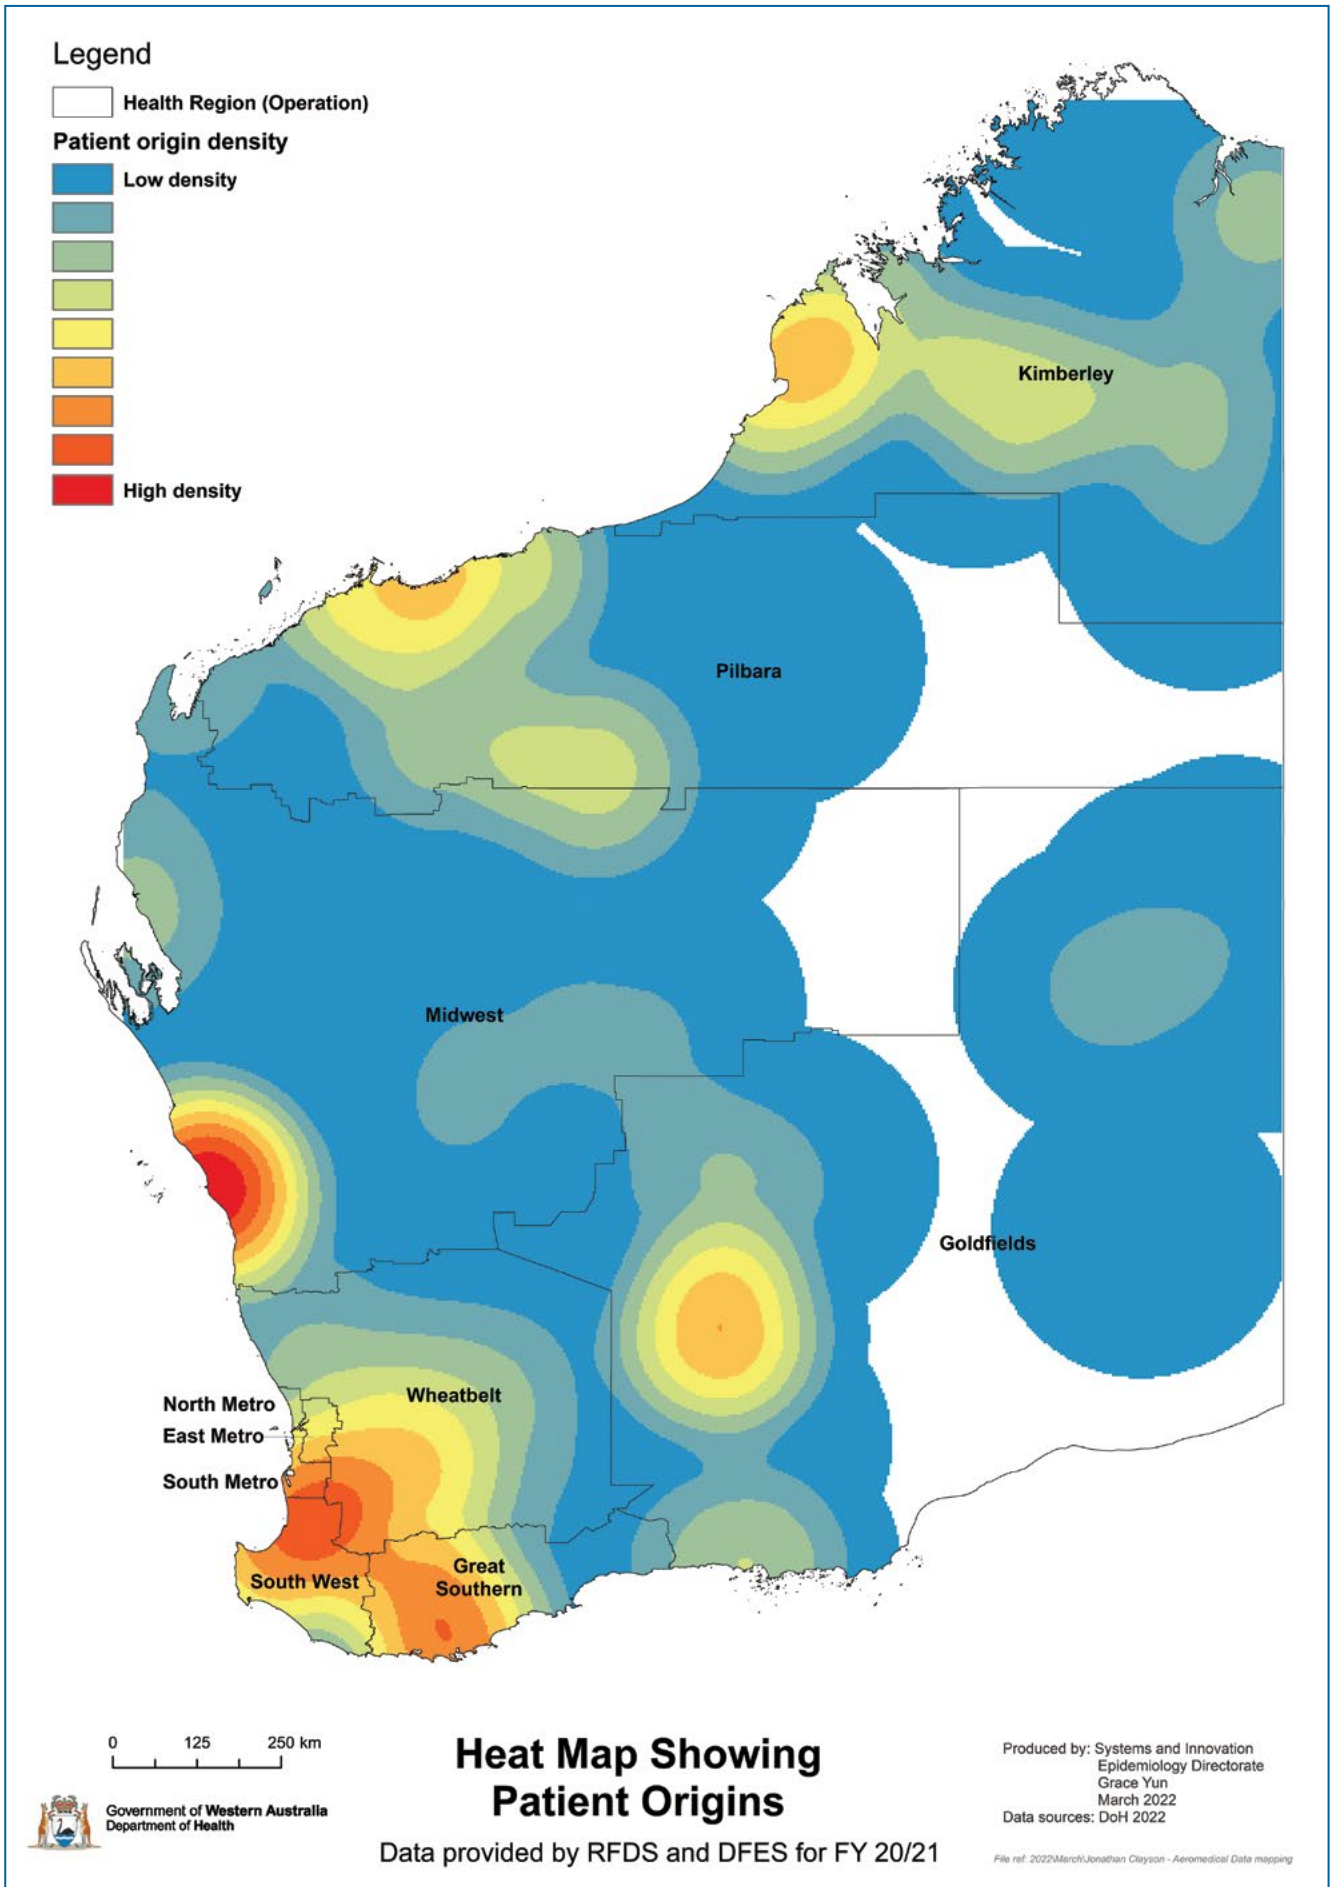 Legend
Health Region (Operation)
Patient origin density
Low density
High density
Kimberley
Pilbara
Midwest
Goldfields
Wheatbelt
North Metro
East Metro
South Metro
South West
Great
Southern
0 125 250 km
Government of Western Australia
Department of Health
Heat Map Showing
Patient Origins
Data provided by RFDS and DFES for FY 20/21
Produced by: Systems and Innovation
Epidemiology Directorate
Grace Yun
March 2022
Data sources: DoH 2022
File ref: 2022\March\Jonathan Clayson - Aeromedical Data mapping